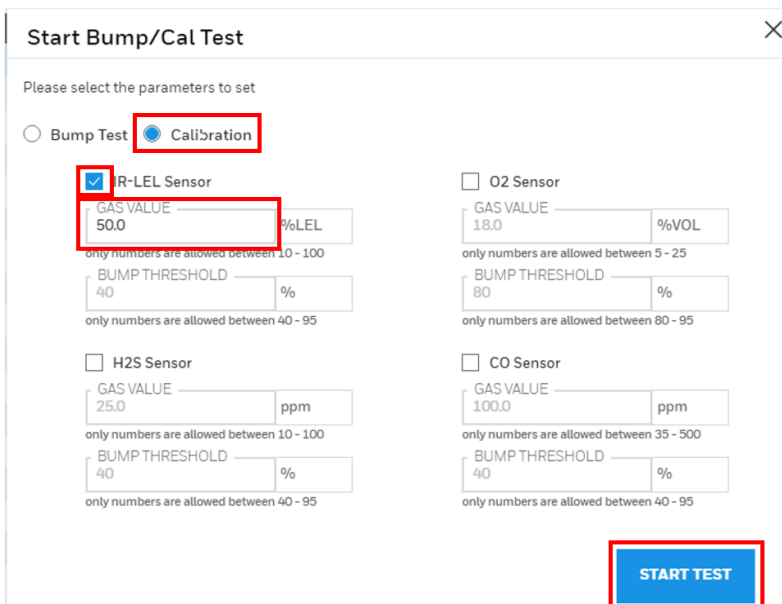 Start Bump/Cal Test
Please select the parameters to set
Bump Test Calibration
IR-LEL Sensor
GAS VALUE
50.0 %LEL
only numbers are allowed between 10 - 100
BUMP THRESHOLD
40 %
only numbers are allowed between 40 - 95
O2 Sensor
GAS VALUE
18.0 %VOL
only numbers are allowed between 5 - 25
BUMP THRESHOLD
80 %
only numbers are allowed between 80 - 95
H2S Sensor
GAS VALUE
25.0 ppm
only numbers are allowed between 10 - 100
BUMP THRESHOLD
40 %
only numbers are allowed between 40 - 95
CO Sensor
GAS VALUE
100.0 ppm
only numbers are allowed between 35 - 500
BUMP THRESHOLD
40 %
only numbers are allowed between 40 - 95
START TEST